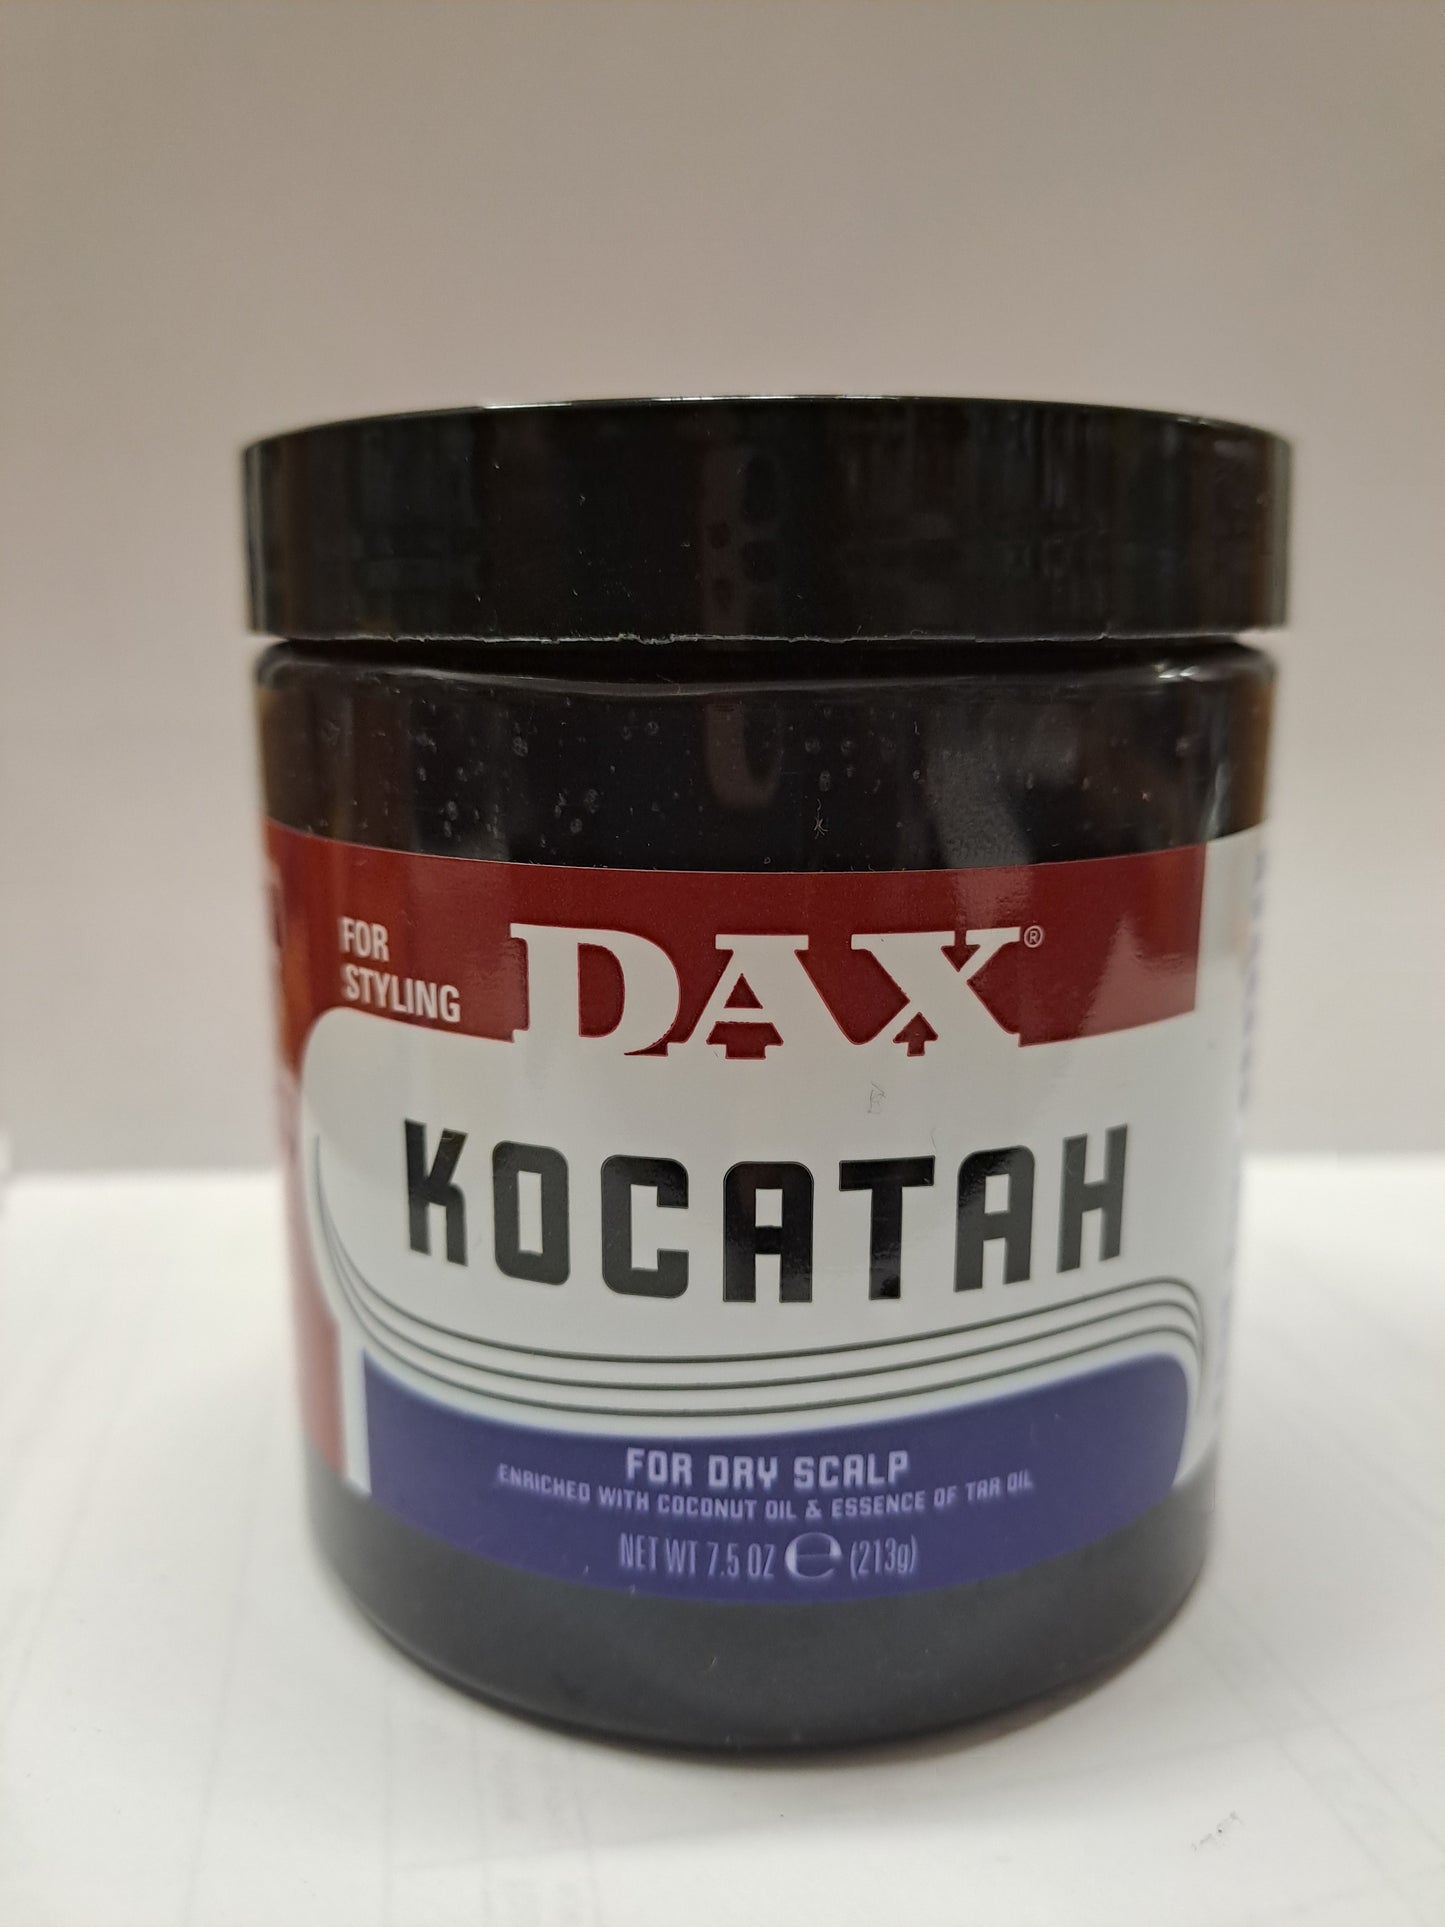 FOR
STYLING
DAX®
KOCATAH
FOR DRY SCALP
ENRICHED WITH COCONUT OIL & ESSENCE OF TAR OIL
NET WT 7.5 OZ ℮ (213g)